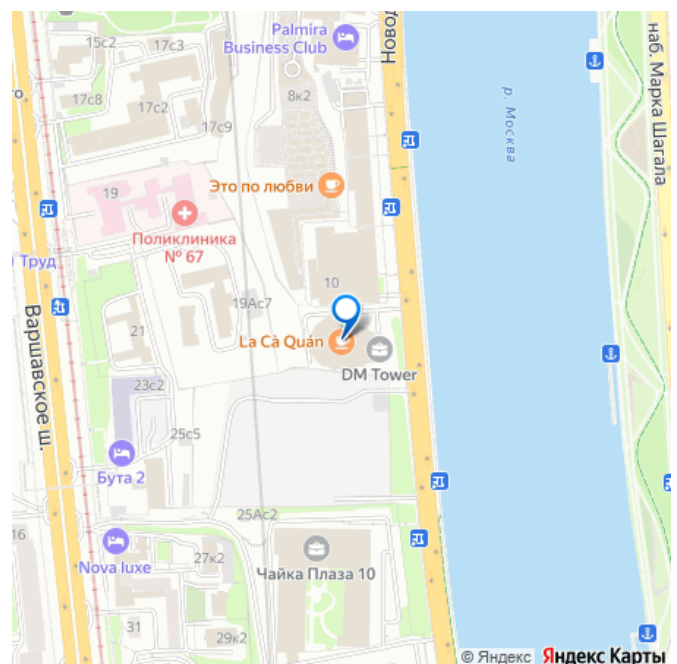 Palmira
Business Club
Новод
наб. Марка Шагала
15с2
17с3
17с8
17с2
8к2
р. Москва
17с9
Это по любви
19
Поликлиника
№ 67
Труд
10
19Ас7
Варшавское ш.
21
La Cà Quán
DM Tower
23с2
25с5
Бута 2
25Ас2
16
Nova luxe
27к2
Чайка Плаза 10
31
29к2
© Яндекс Яндекс Карты